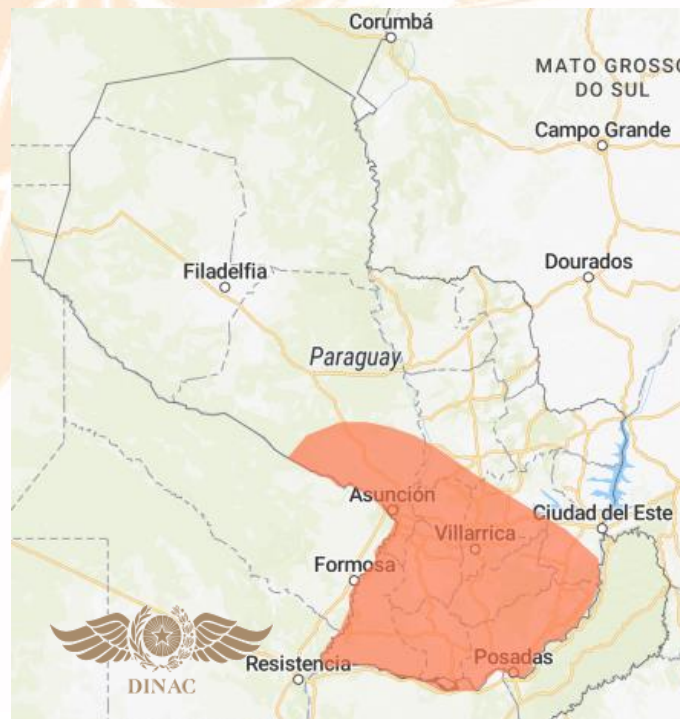 Corumbá
MATO GROSSO
DO SUL
Campo Grande
Filadelfia
Dourados
Paraguay
Asunción
Ciudad del Este
Villarrica
Formosa
Resistencia
Posadas
DINAC